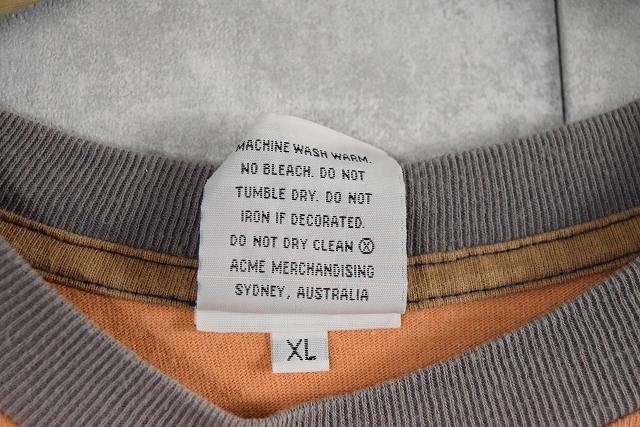 MACHINE WASH WARM.
NO BLEACH. DO NOT
TUMBLE DRY. DO NOT
IRON IF DECORATED.
DO NOT DRY CLEAN Ⓧ
ACME MERCHANDISING
SYDNEY, AUSTRALIA
XL